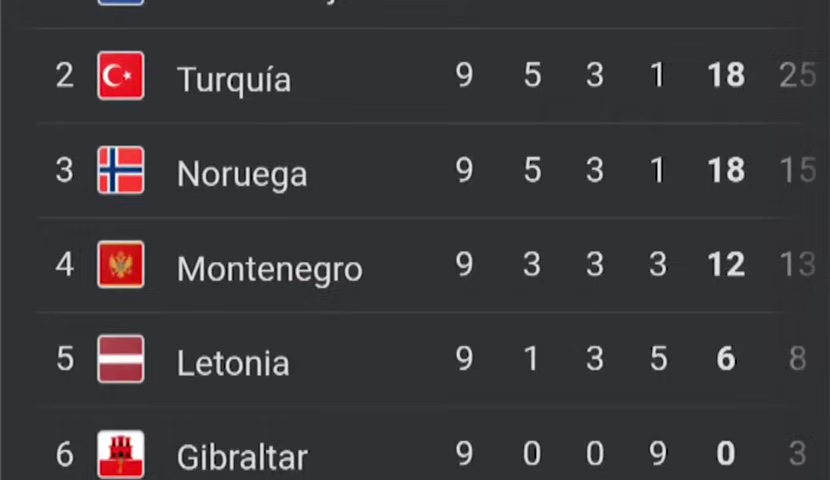 2 Turquía 9 5 3 1 18 25
3 Noruega 9 5 3 1 18 15
4 Montenegro 9 3 3 3 12 13
5 Letonia 9 1 3 5 6 8
6 Gibraltar 9 0 0 9 0 3